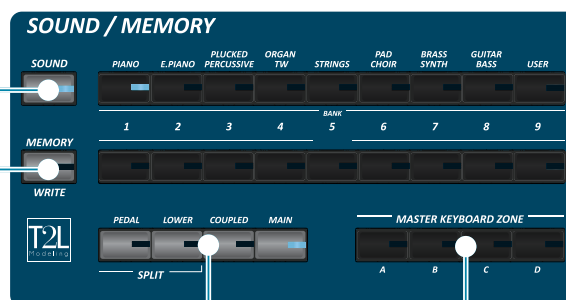 SOUND / MEMORY
SOUND
PIANO
E.PIANO
PLUCKED
PERCUSSIVE
ORGAN
TW
STRINGS
PAD
CHOIR
BRASS
SYNTH
GUITAR
BASS
USER
BANK
1 2 3 4 5 6 7 8 9
MEMORY
WRITE
T2L
Modeling
PEDAL LOWER COUPLED MAIN
SPLIT
MASTER KEYBOARD ZONE
A B C D